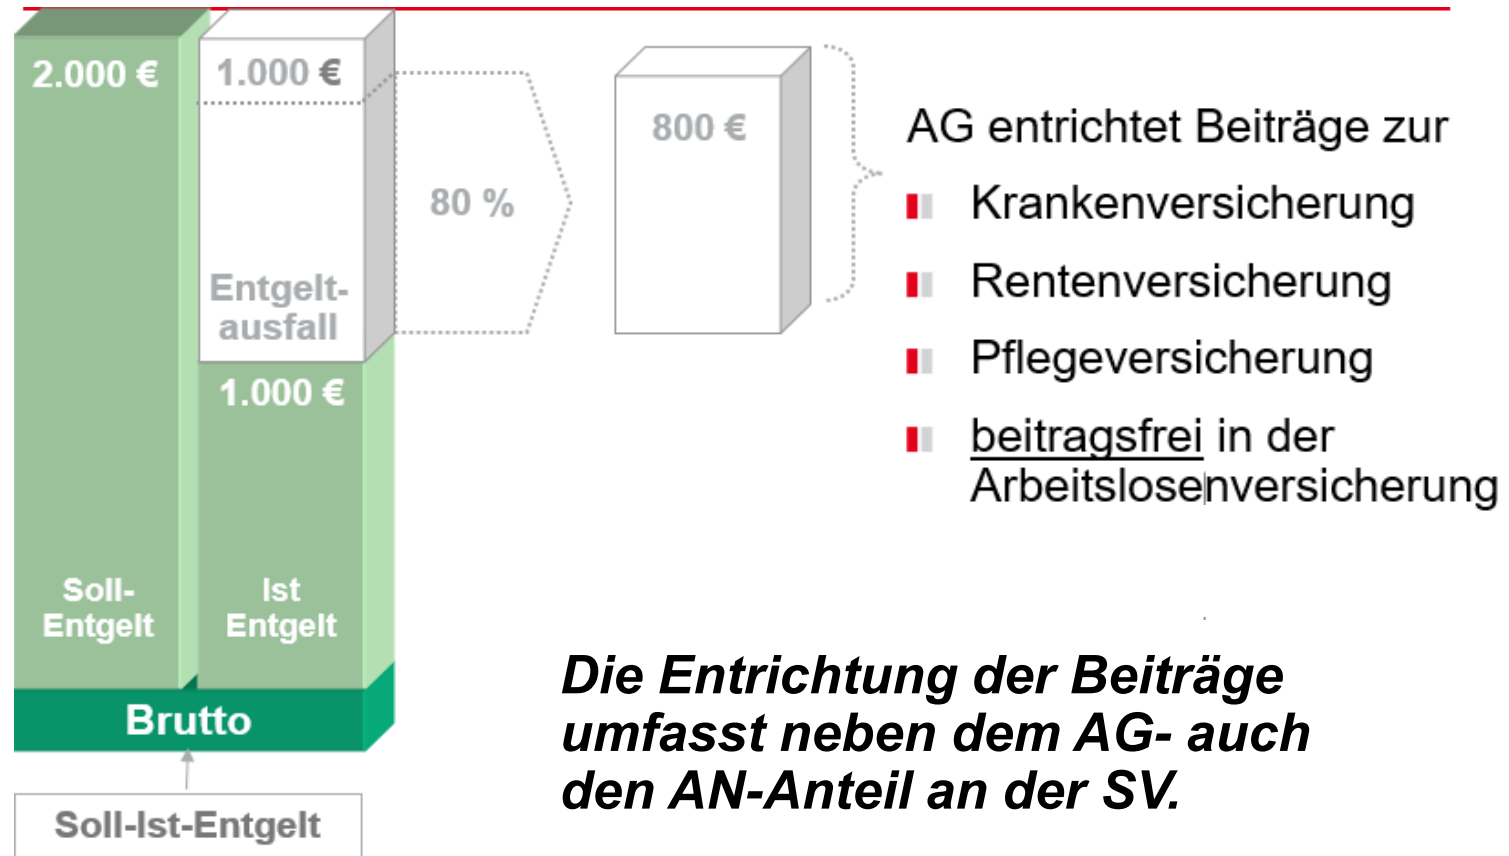 2.000 €
1.000 €
Entgelt-
ausfall
1.000 €
Soll-
Entgelt
Ist
Entgelt
Brutto
Soll-Ist-Entgelt
80 %
800 €
AG entrichtet Beiträge zur
Krankenversicherung
Rentenversicherung
Pflegeversicherung
beitragsfrei in der
Arbeitslosenversicherung
Die Entrichtung der Beiträge
umfasst neben dem AG- auch
den AN-Anteil an der SV.